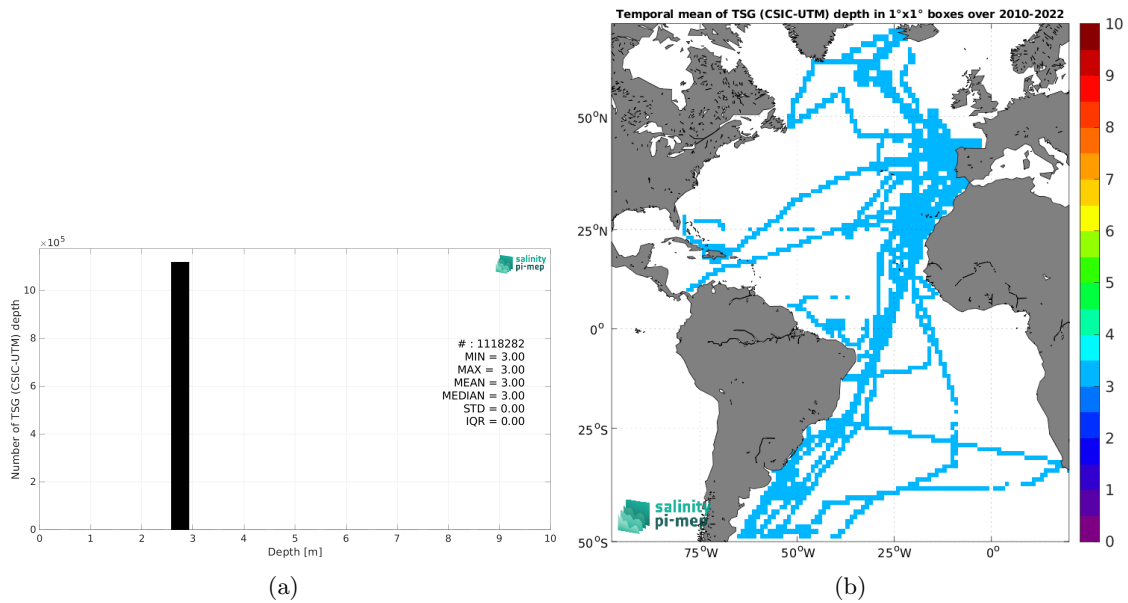 ×10⁵
10
8
6
4
2
0
Number of TSG (CSIC-UTM) depth
salinity
pi-mep
# : 1118282
MIN = 3.00
MAX = 3.00
MEAN = 3.00
MEDIAN = 3.00
STD = 0.00
IQR = 0.00
0 1 2 3 4 5 6 7 8 9 10
Depth [m]
(a)
Temporal mean of TSG (CSIC-UTM) depth in 1°x1° boxes over 2010-2022
50°N
25°N
0°
25°S
50°S
75°W 50°W 25°W 0°
salinity
pi-mep
10
9
8
7
6
5
4
3
2
1
0
(b)